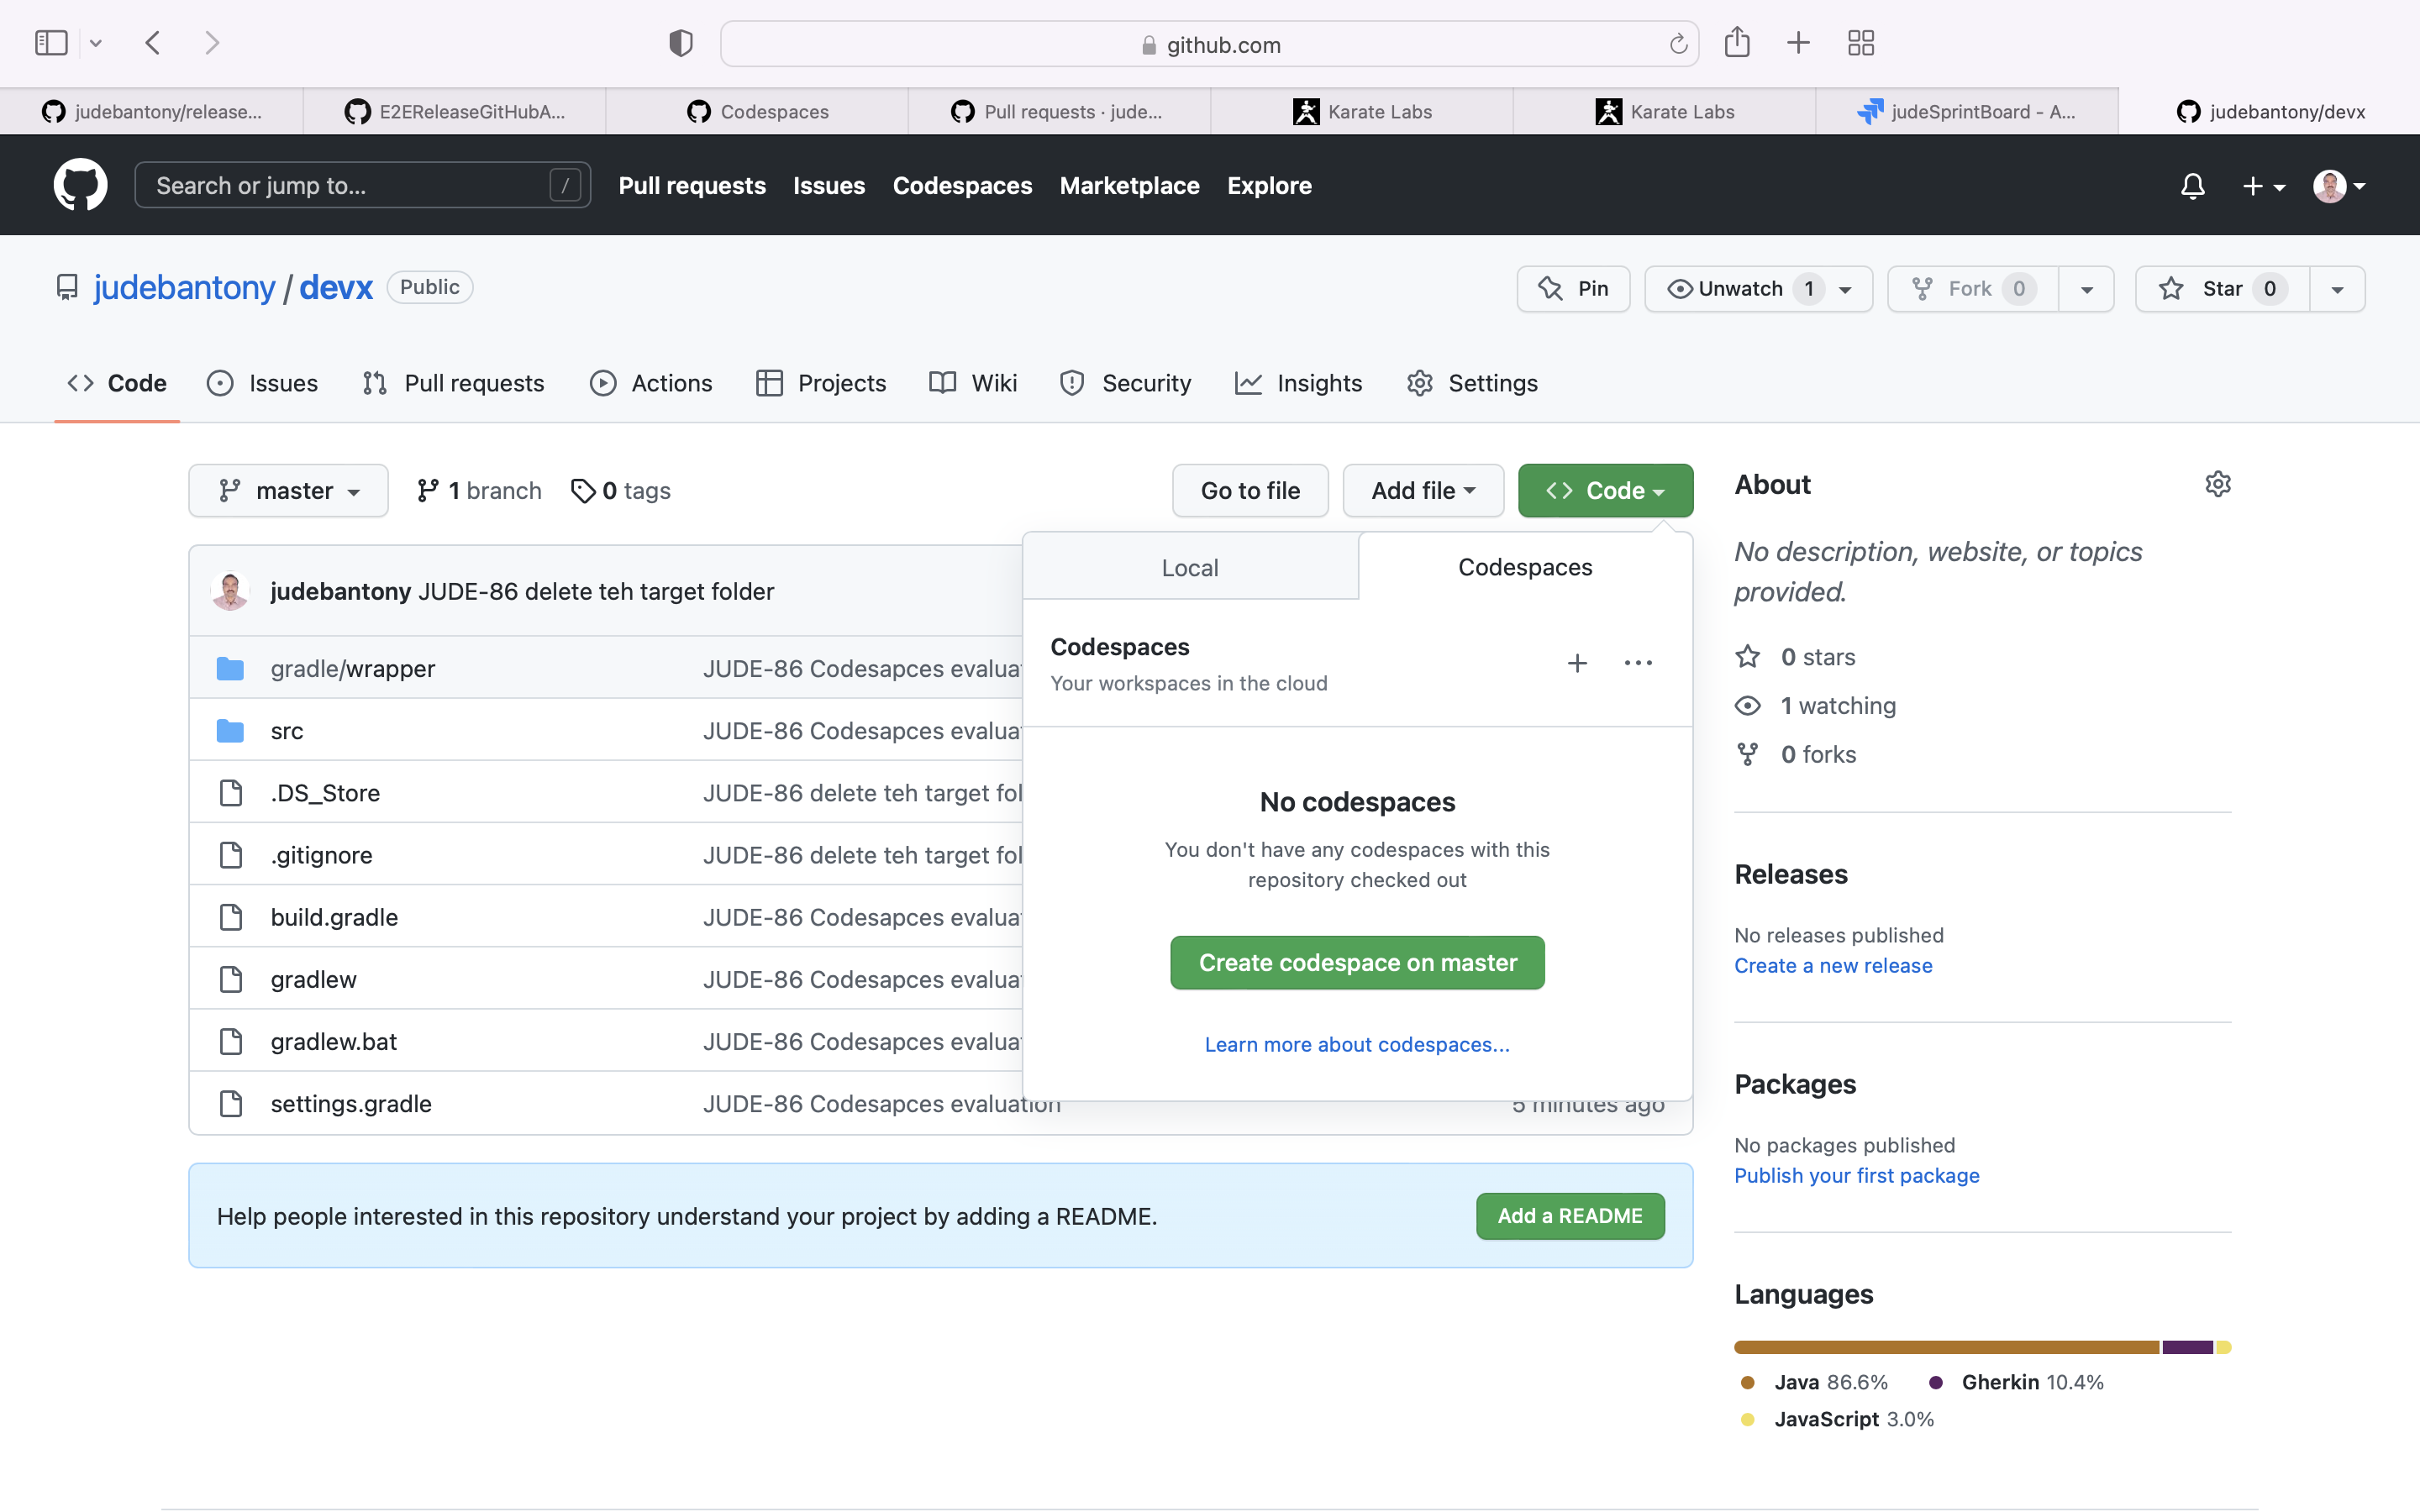 github.com
judebantony/release...
E2EReleaseGitHubA...
Codespaces
Pull requests · jude...
Karate Labs
Karate Labs
judeSprintBoard - A...
judebantony/devx
Search or jump to... /
Pull requests Issues Codespaces Marketplace Explore
judebantony / devx Public
Pin
Unwatch 1
Fork 0
Star 0
Code Issues Pull requests Actions Projects Wiki Security Insights Settings
master 1 branch 0 tags
Go to file Add file Code
judebantony JUDE-86 delete teh target folder
gradle/wrapper JUDE-86 Codesapces evalua
src JUDE-86 Codesapces evalua
.DS_Store JUDE-86 delete teh target fol
.gitignore JUDE-86 delete teh target fol
build.gradle JUDE-86 Codesapces evalua
gradlew JUDE-86 Codesapces evalua
gradlew.bat JUDE-86 Codesapces evalua
settings.gradle JUDE-86 Codesapces evaluation 5 minutes ago
Local Codespaces
Codespaces
Your workspaces in the cloud
No codespaces
You don't have any codespaces with this
repository checked out
Create codespace on master
Learn more about codespaces...
Help people interested in this repository understand your project by adding a README.
Add a README
About
No description, website, or topics
provided.
0 stars
1 watching
0 forks
Releases
No releases published
Create a new release
Packages
No packages published
Publish your first package
Languages
Java 86.6% Gherkin 10.4%
JavaScript 3.0%